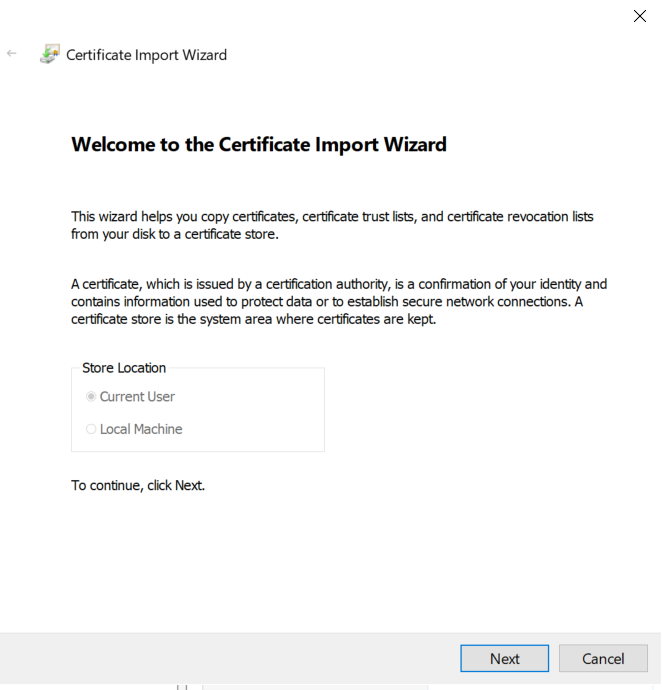 Certificate Import Wizard
Welcome to the Certificate Import Wizard
This wizard helps you copy certificates, certificate trust lists, and certificate revocation lists
from your disk to a certificate store.
A certificate, which is issued by a certification authority, is a confirmation of your identity and
contains information used to protect data or to establish secure network connections. A
certificate store is the system area where certificates are kept.
Store Location
Current User
Local Machine
To continue, click Next.
Next
Cancel